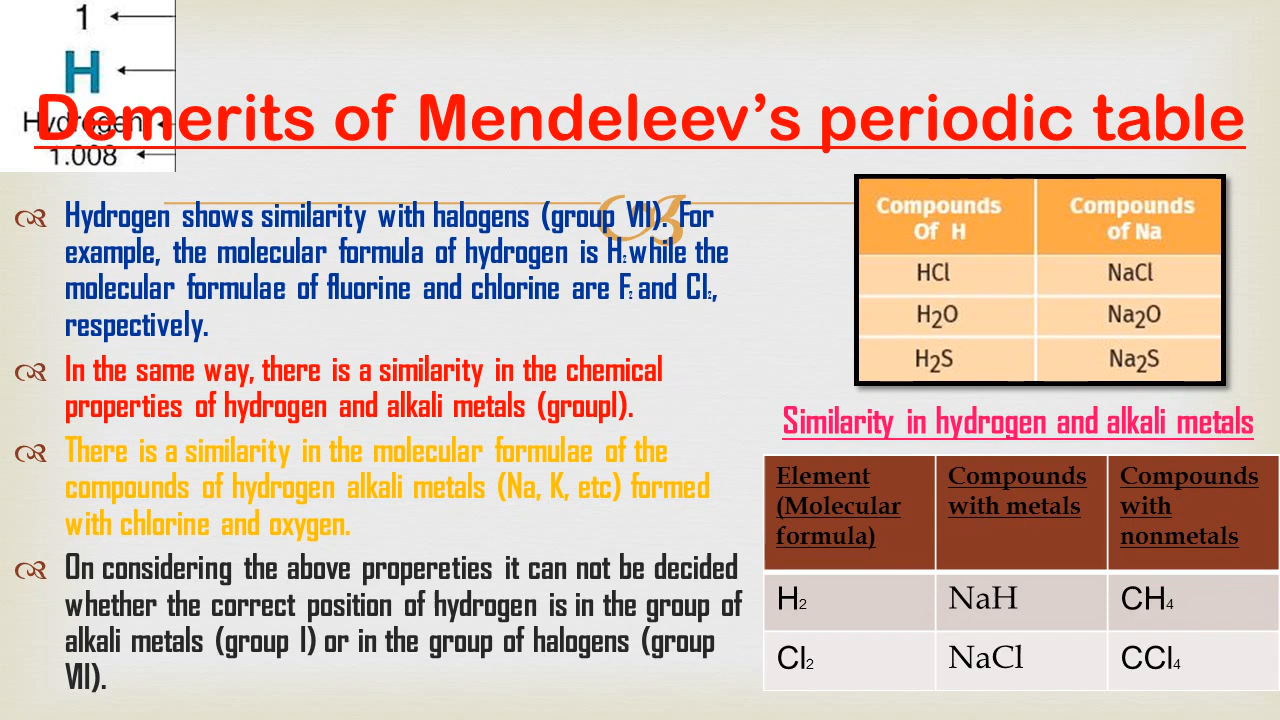 1
H
Hydrogen
1.008
Demerits of Mendeleev’s periodic table
Hydrogen shows similarity with halogens (group VII). For
example, the molecular formula of hydrogen is H₂ while the
molecular formulae of fluorine and chlorine are F₂ and Cl₂,
respectively.
In the same way, there is a similarity in the chemical
properties of hydrogen and alkali metals (groupI).
There is a similarity in the molecular formulae of the
compounds of hydrogen alkali metals (Na, K, etc) formed
with chlorine and oxygen.
On considering the above propereties it can not be decided
whether the correct position of hydrogen is in the group of
alkali metals (group I) or in the group of halogens (group
VII).
Compounds Compounds
Of H of Na
HCl NaCl
H₂O Na₂O
H₂S Na₂S
Similarity in hydrogen and alkali metals
Element Compounds Compounds
(Molecular with metals with
formula) nonmetals
H₂ NaH CH₄
Cl₂ NaCl CCl₄